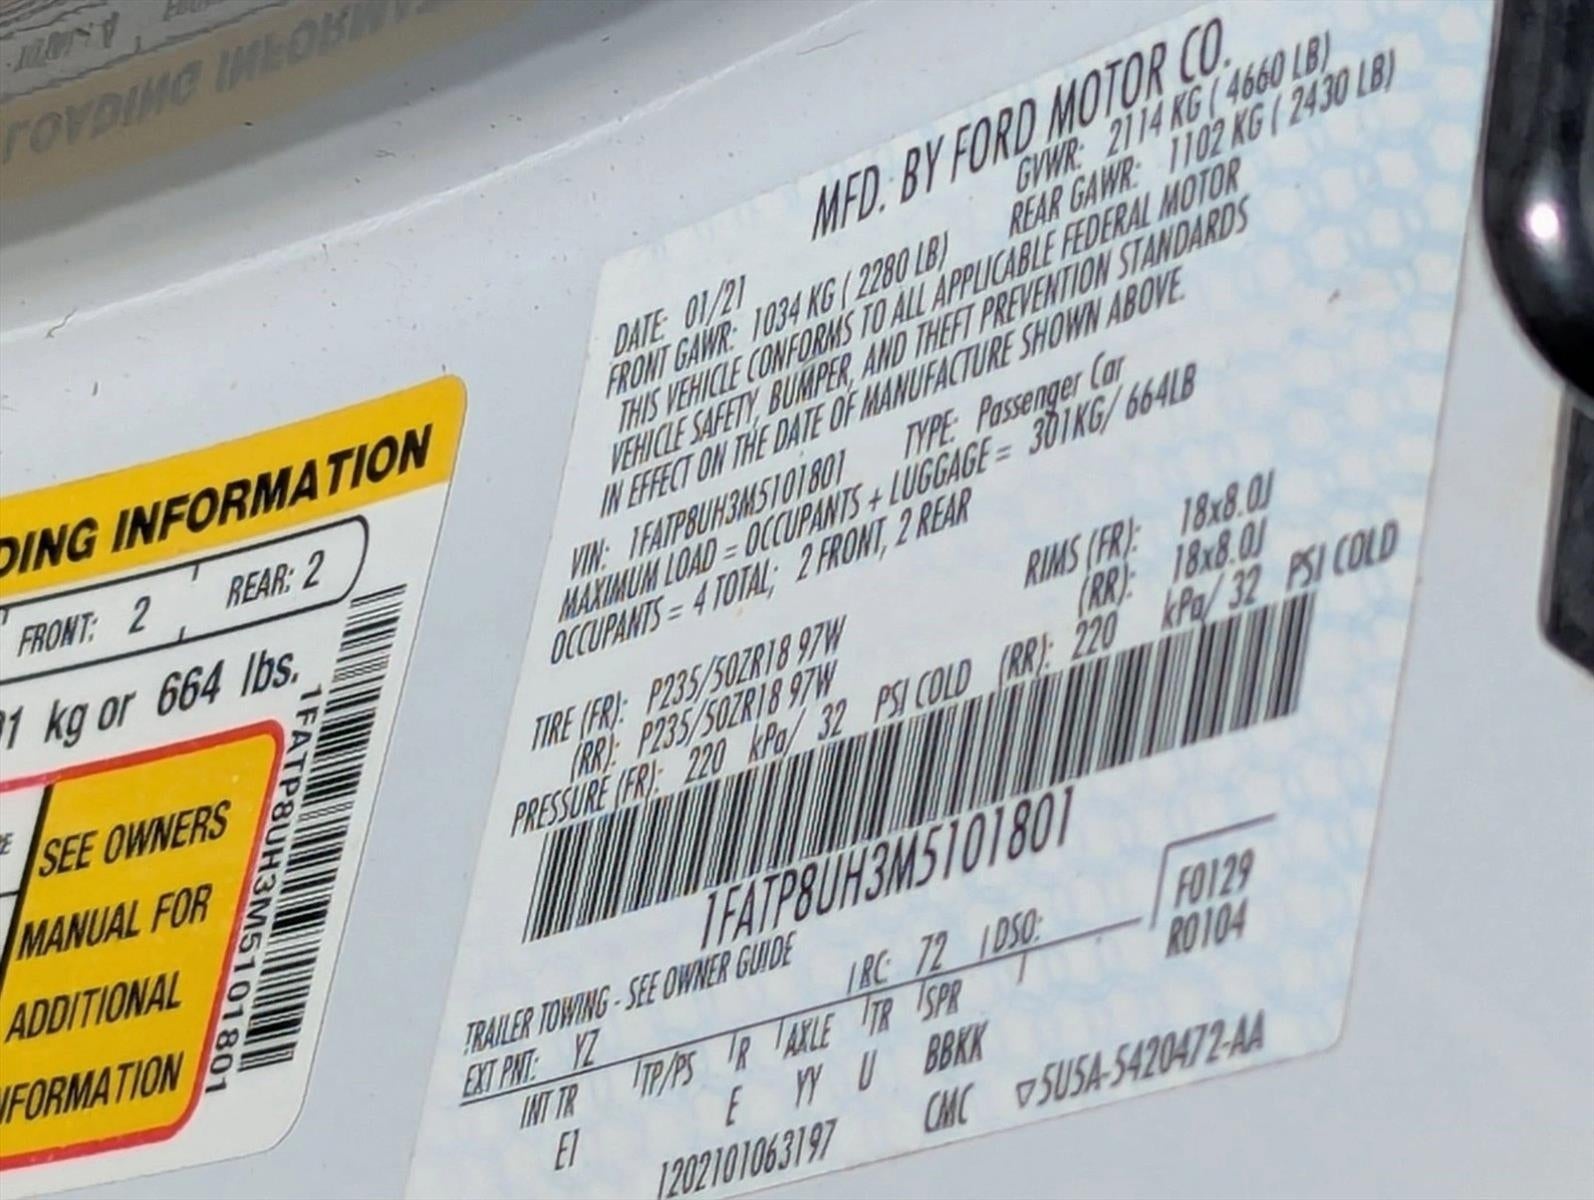 LOADING INFORMATION
DING INFORMATION
FRONT: 2 REAR: 2
kg or 664 lbs.
SEE OWNERS
MANUAL FOR
ADDITIONAL
INFORMATION
1FATP8UH3M5101801
MFD. BY FORD MOTOR CO.
DATE: 01/21 GVWR: 2114 KG ( 4660 LB)
FRONT GAWR: 1034 KG ( 2280 LB) REAR GAWR: 1102 KG ( 2430 LB)
THIS VEHICLE CONFORMS TO ALL APPLICABLE FEDERAL MOTOR
VEHICLE SAFETY, BUMPER, AND THEFT PREVENTION STANDARDS
IN EFFECT ON THE DATE OF MANUFACTURE SHOWN ABOVE.
VIN: 1FATP8UH3M5101801 TYPE: Passenger Car
MAXIMUM LOAD = OCCUPANTS + LUGGAGE = 301KG/ 664LB
OCCUPANTS = 4 TOTAL; 2 FRONT, 2 REAR
TIRE (FR): P235/50ZR18 97W RIMS (FR): 18x8.0J
(RR): P235/50ZR18 97W (RR): 18x8.0J
PRESSURE (FR): 220 kPa/ 32 PSI COLD (RR): 220 kPa/ 32 PSI COLD
1FATP8UH3M5101801
TRAILER TOWING - SEE OWNER GUIDE F0129
EXT PNT: YZ RC: 72 DSO: R0104
INT TR TP/PS R AXLE TR SPR
E1 E YY U BBKK
1202101063197 CMC ▽5U5A-5420472-AA